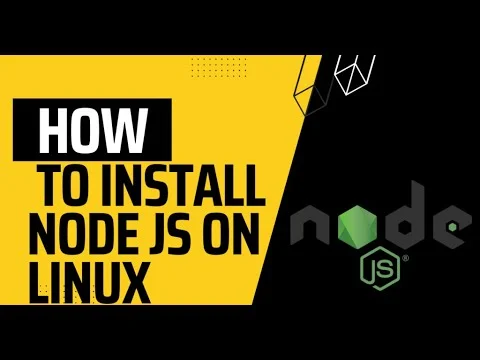 HOW
TO INSTALL
NODE JS ON
LINUX
node
JS®